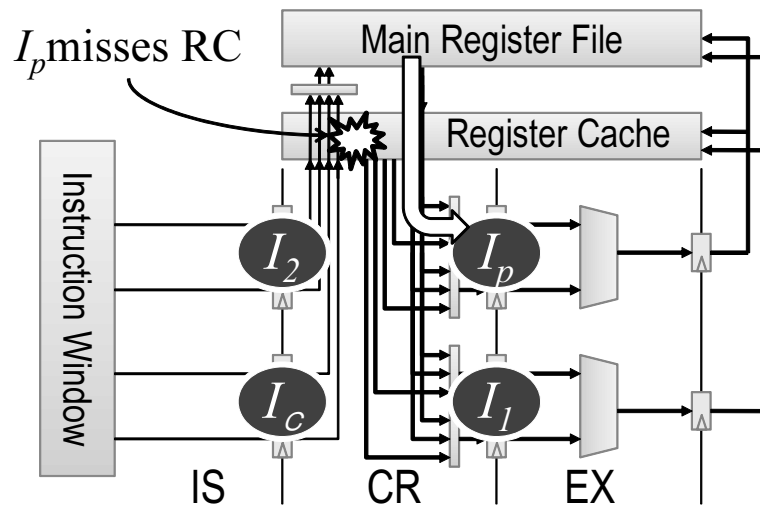 Main Register File
I_p misses RC
Register Cache
Instruction Window
I_2
I_p
I_c
I_1
IS
CR
EX